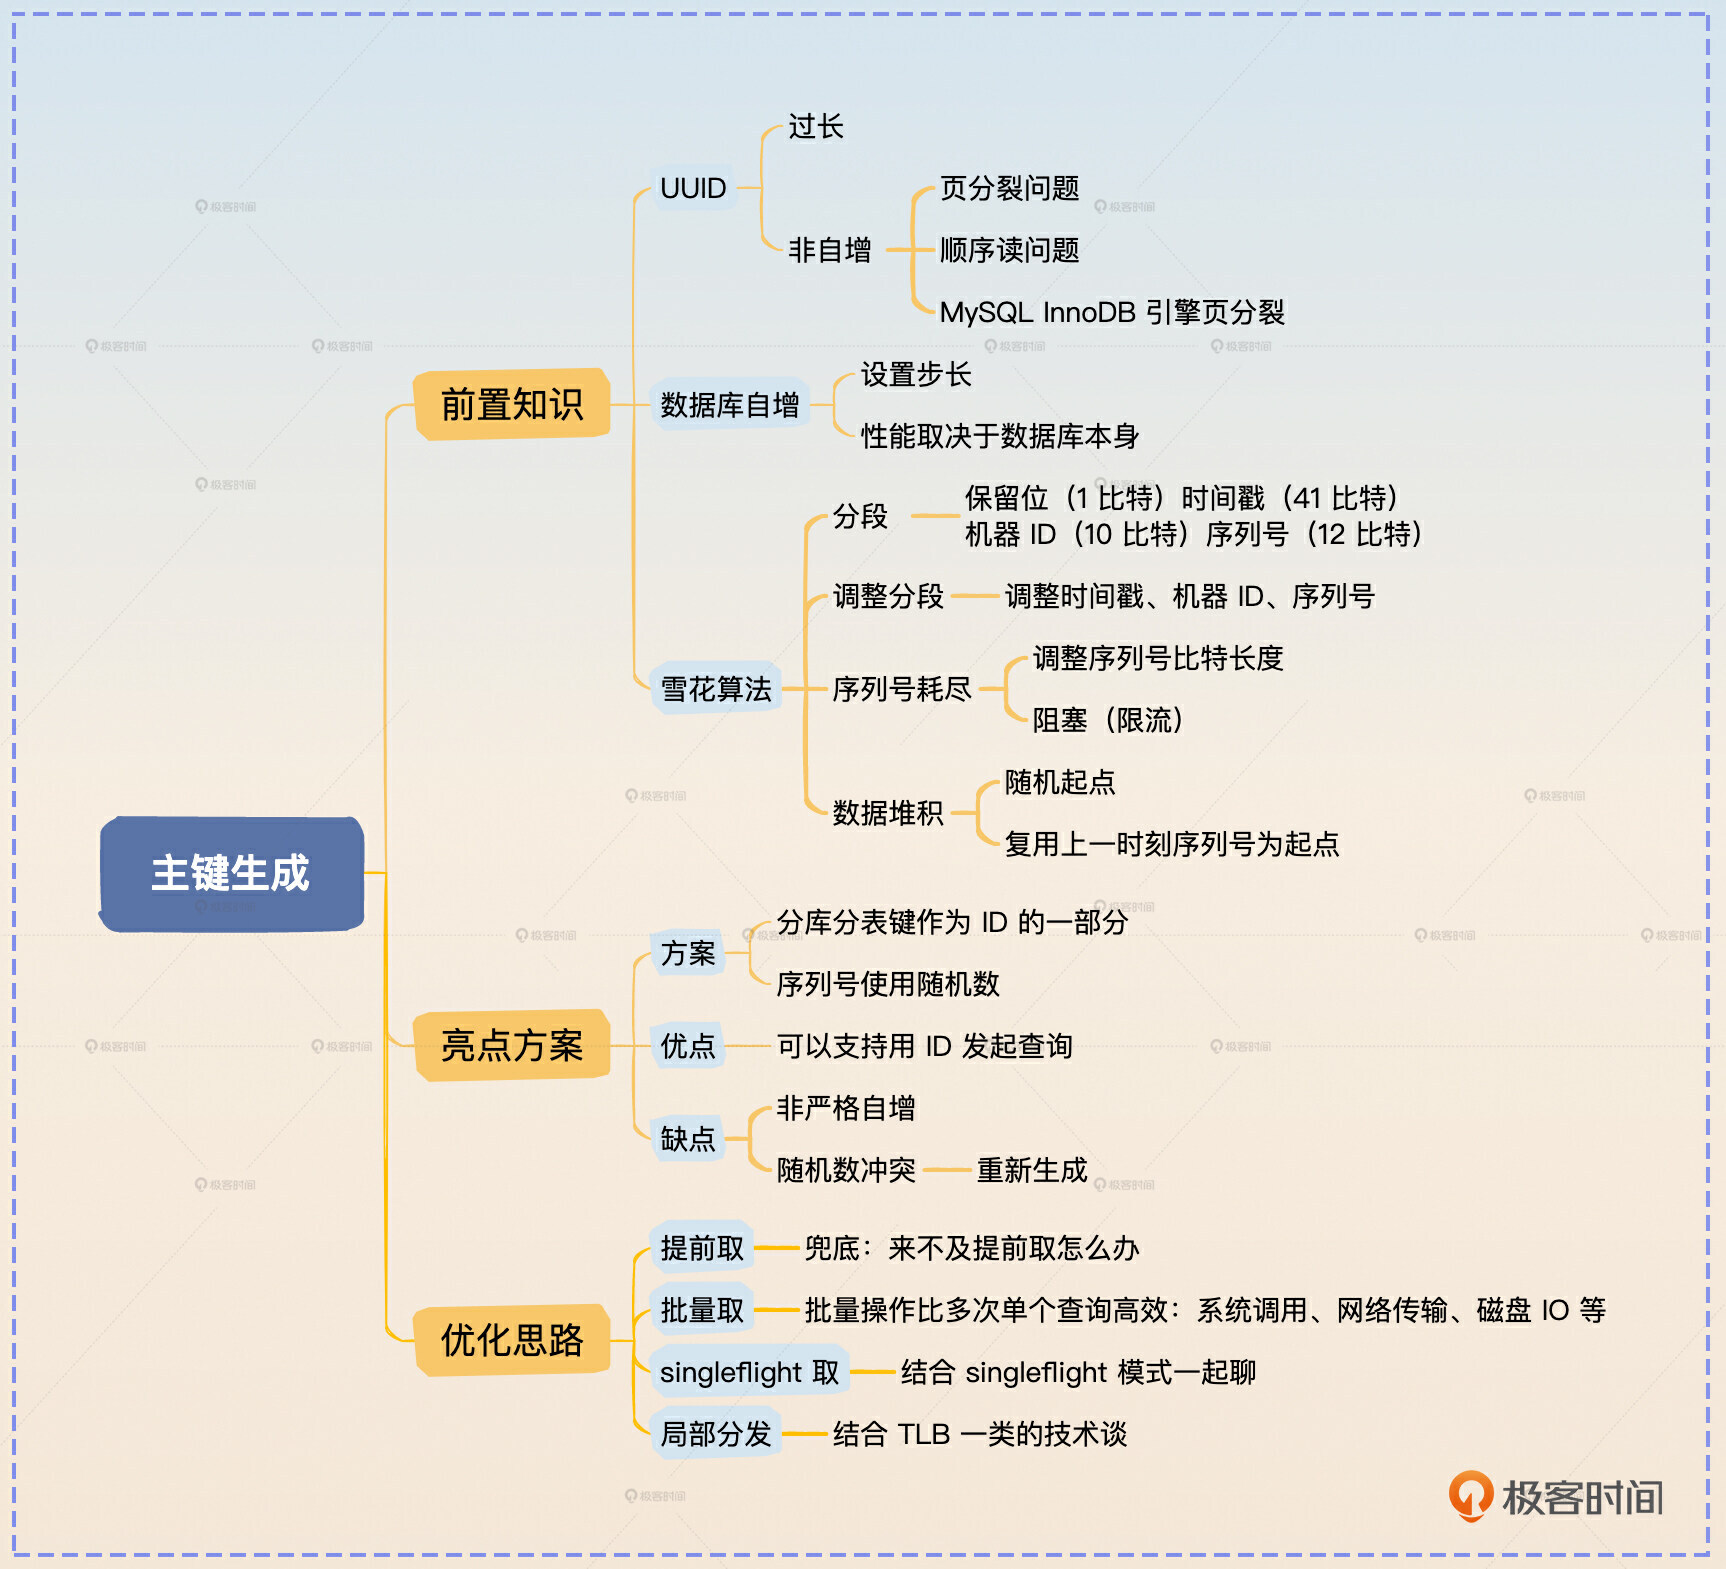 主键生成
前置知识
UUID
过长
非自增
页分裂问题
顺序读问题
MySQL InnoDB 引擎页分裂
数据库自增
设置步长
性能取决于数据库本身
雪花算法
分段
保留位（1 比特）时间戳（41 比特）
机器 ID（10 比特）序列号（12 比特）
调整分段
调整时间戳、机器 ID、序列号
序列号耗尽
调整序列号比特长度
阻塞（限流）
数据堆积
随机起点
复用上一时刻序列号为起点
亮点方案
方案
分库分表键作为 ID 的一部分
序列号使用随机数
优点
可以支持用 ID 发起查询
缺点
非严格自增
随机数冲突
重新生成
优化思路
提前取
兜底：来不及提前取怎么办
批量取
批量操作比多次单个查询高效：系统调用、网络传输、磁盘 IO 等
singleflight 取
结合 singleflight 模式一起聊
局部分发
结合 TLB 一类的技术谈
极客时间